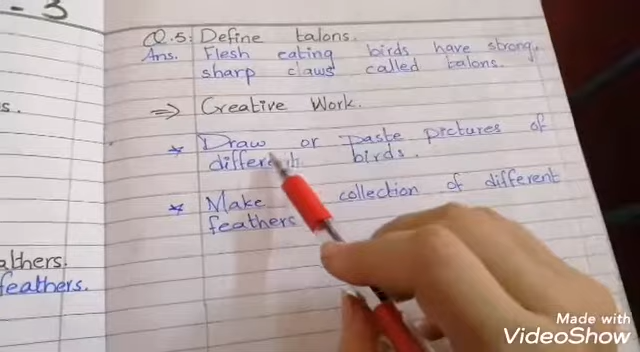 - 3
Q.5: Define talons.
Ans. Flesh eating birds have strong,
sharp claws called talons.
s.
⇒ Creative Work.
* Draw or paste pictures of
different birds.
* Make collection of different
feathers
athers.
feathers.
Made with
VideoShow